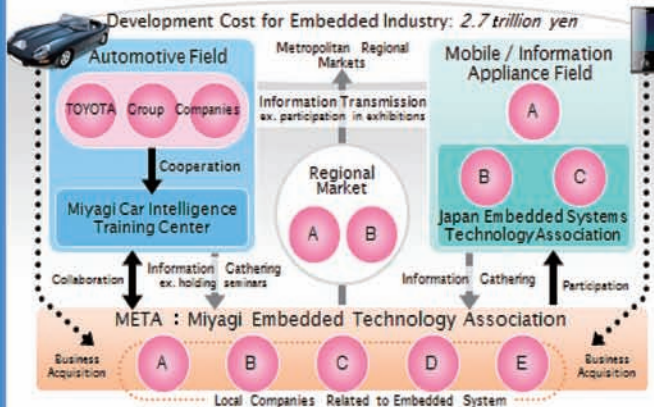 Development Cost for Embedded Industry: 2.7 trillion yen
Automotive Field
TOYOTA Group Companies
Cooperation
Miyagi Car Intelligence
Training Center
Metropolitan Regional
Markets
Information Transmission
ex. participation in exhibitions
Regional
Market
A B
Mobile / Information
Appliance Field
A
B C
Japan Embedded Systems
Technology Association
Collaboration
Information Gathering
ex. holding seminars
Information Gathering
Participation
META : Miyagi Embedded Technology Association
Business
Acquisition
A B C D E
Business
Acquisition
Local Companies Related to Embedded System